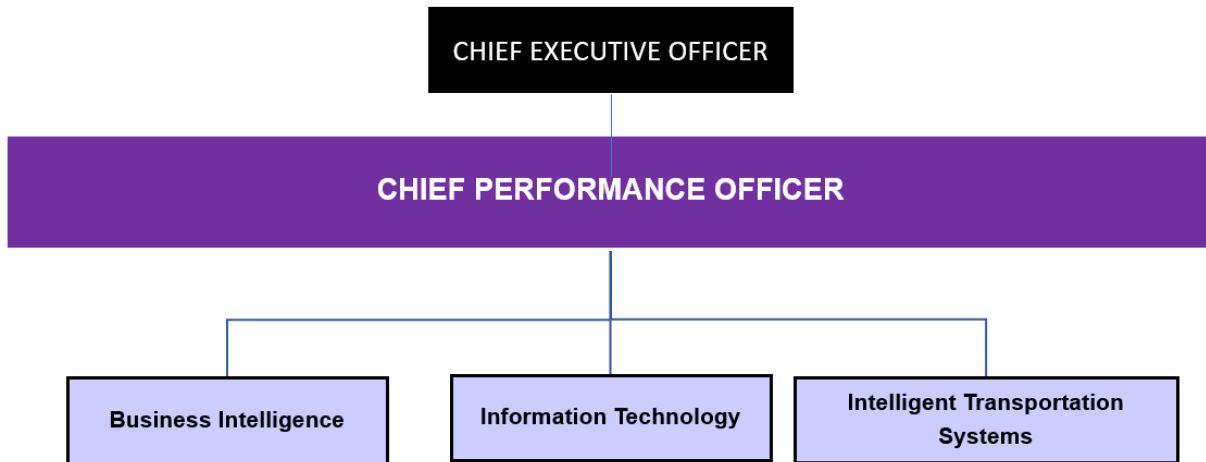 CHIEF EXECUTIVE OFFICER
CHIEF PERFORMANCE OFFICER
Business Intelligence
Information Technology
Intelligent Transportation
Systems